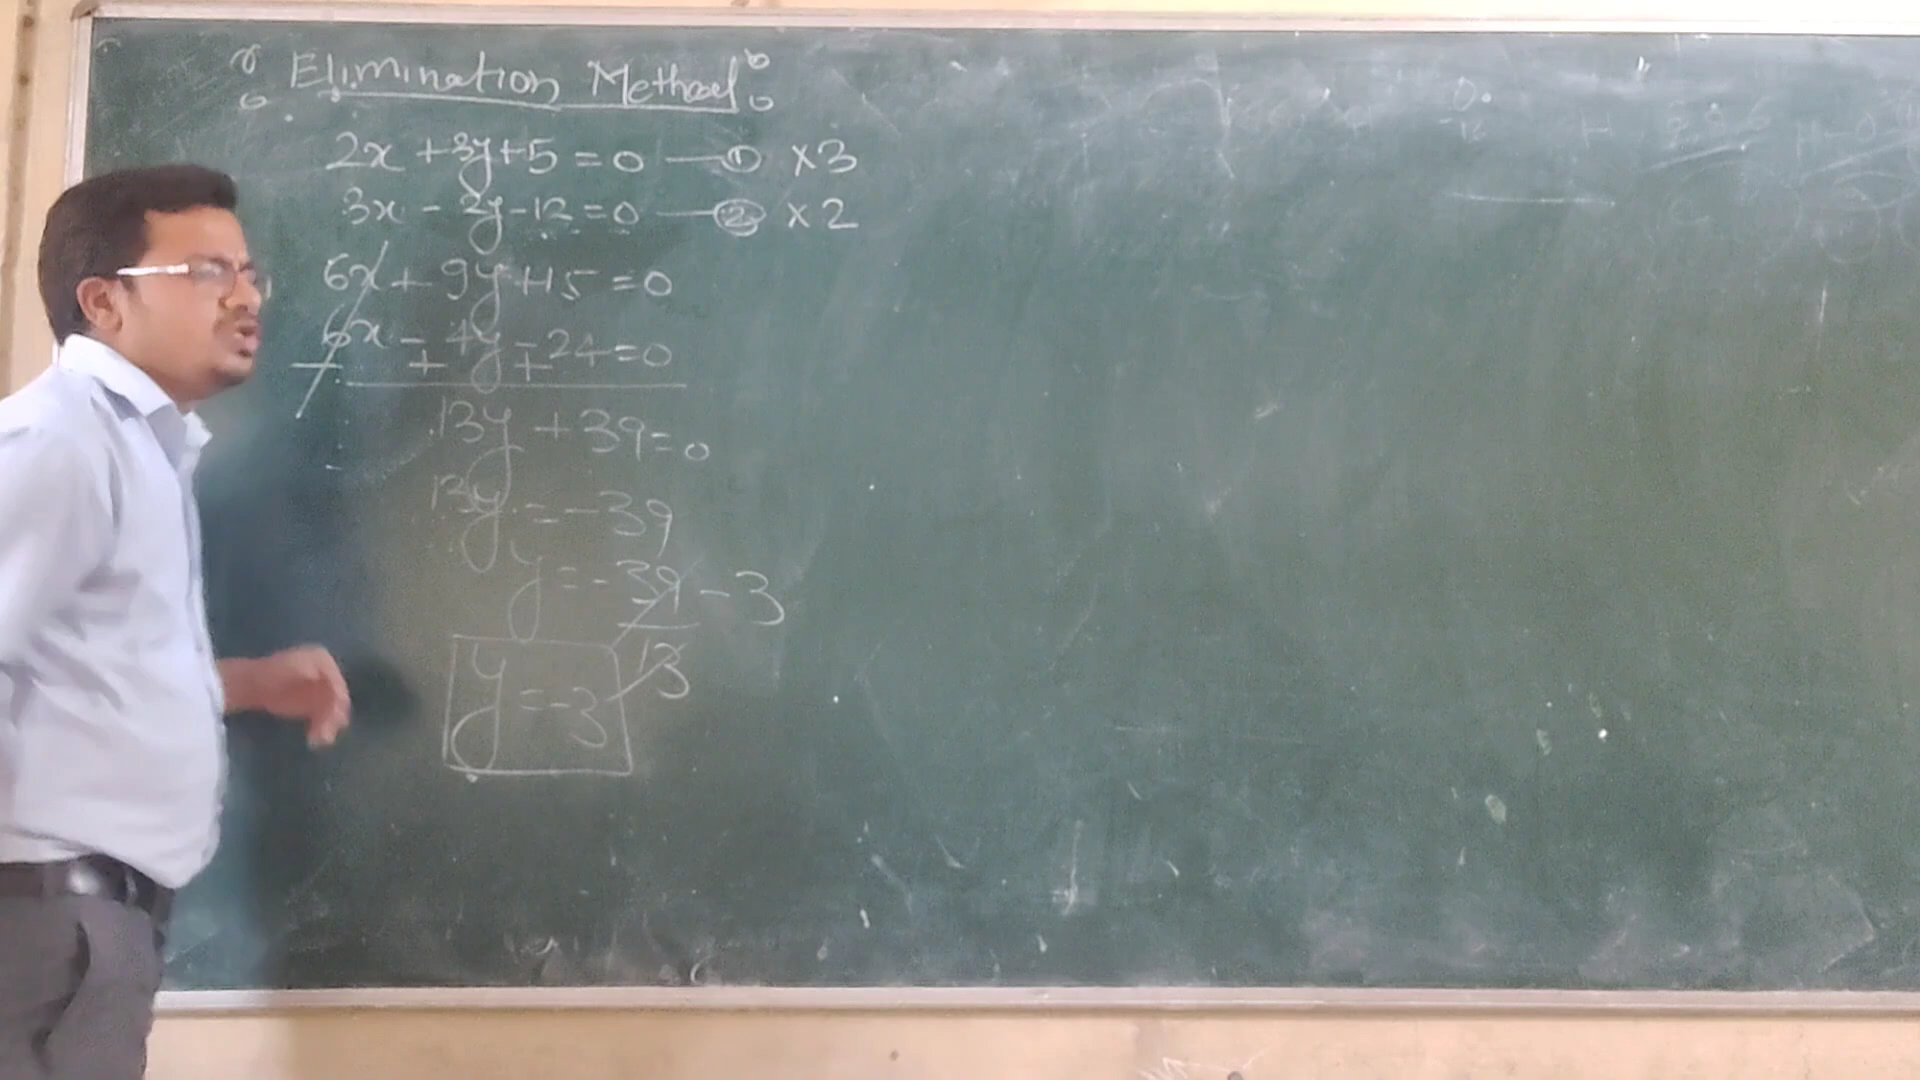 Elimination Method
2x + 3y + 5 = 0 — ① ×3
3x - 2y - 12 = 0 — ② ×2
6x + 9y + 15 = 0
6x - 4y - 24 = 0
- + +
13y + 39 = 0
13y = -39
y = -39/13 - 3
y = -3